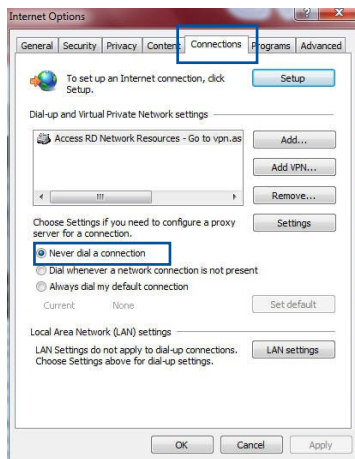 Internet Options
General Security Privacy Content Connections Programs Advanced
To set up an Internet connection, click
Setup.
Setup
Dial-up and Virtual Private Network settings
Access RD Network Resources - Go to vpn.as
Add...
Add VPN...
Remove...
Choose Settings if you need to configure a proxy
server for a connection.
Settings
Never dial a connection
Dial whenever a network connection is not present
Always dial my default connection
Current None
Set default
Local Area Network (LAN) settings
LAN Settings do not apply to dial-up connections.
Choose Settings above for dial-up settings.
LAN settings
OK Cancel Apply